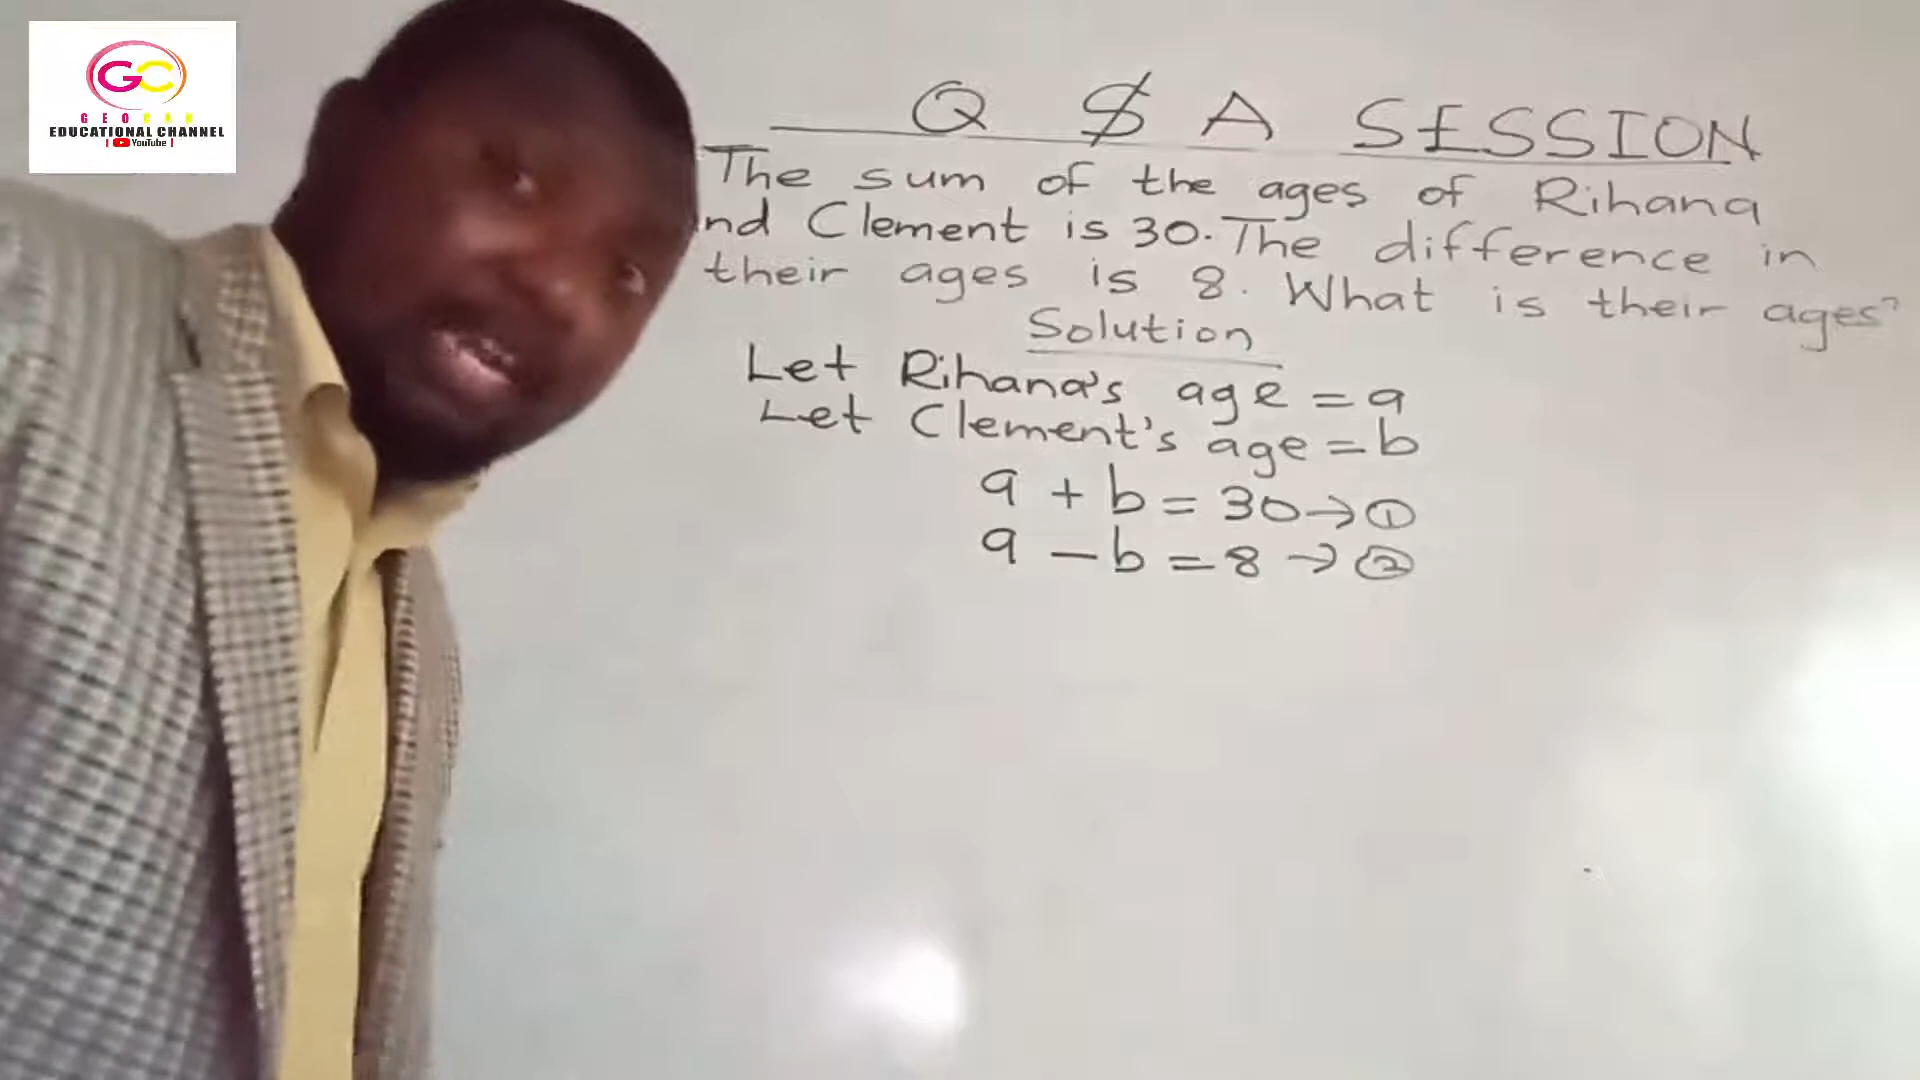 GC
GEOCAN
EDUCATIONAL CHANNEL
YouTube
Q $ A SESSION
The sum of the ages of Rihana
nd Clement is 30. The difference in
their ages is 8. What is their ages?
Solution
Let Rihana's age = a
Let Clement's age = b
a + b = 30 → ①
a - b = 8 → ②